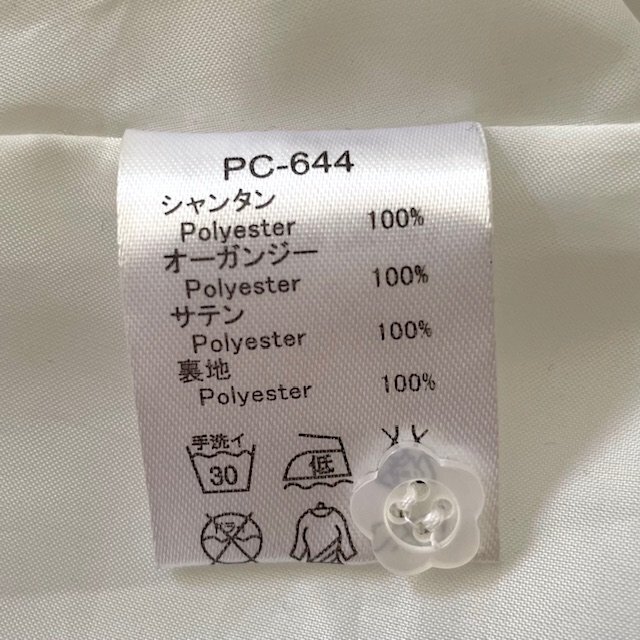 PC-644
シャンタン
Polyester 100%
オーガンジー
Polyester 100%
サテン
Polyester 100%
裏地
Polyester 100%
手洗イ
30
低